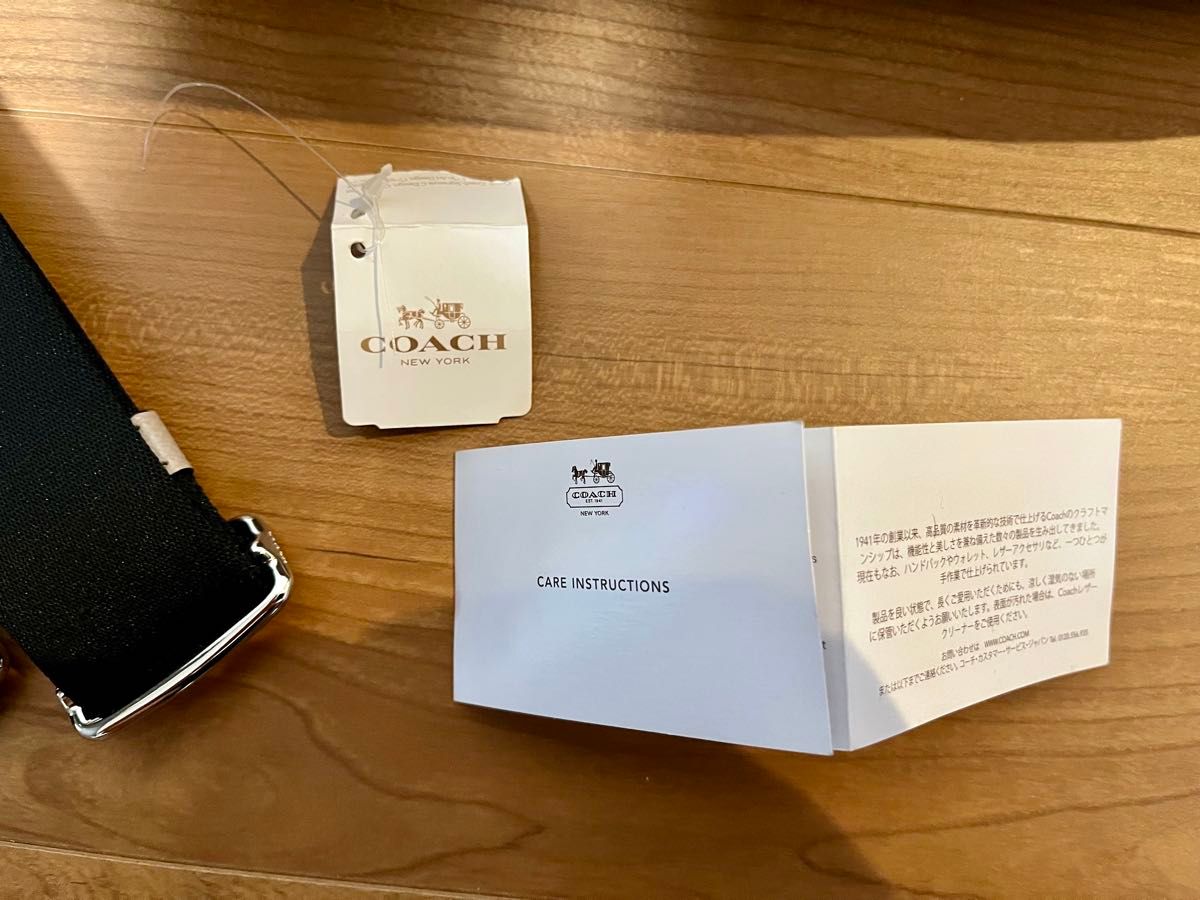 COACH
NEW YORK
COACH
EST. 1941
NEW YORK
CARE INSTRUCTIONS
s
t
1941年の創業以来、高品質の素材を革新的な技術で仕上げるCoachのクラフトマ
ンシップは、機能性と美しさを兼ね備えた数々の製品を生み出してきました。
現在もなお、ハンドバックやウォレット、レザーアクセサリなど、一つひとつが
手作業で仕上げられています。
製品を良い状態で、長くご愛用いただくためにも、涼しく湿気のない場所
に保管いただくようお願いいたします。表面が汚れた場合は、Coachレザー
クリーナーをご使用ください。
お問い合わせは WWW.COACH.COM
または以下までご連絡ください。コーチ・カスタマー・サービス・ジャパン Tel. 0120.556.935